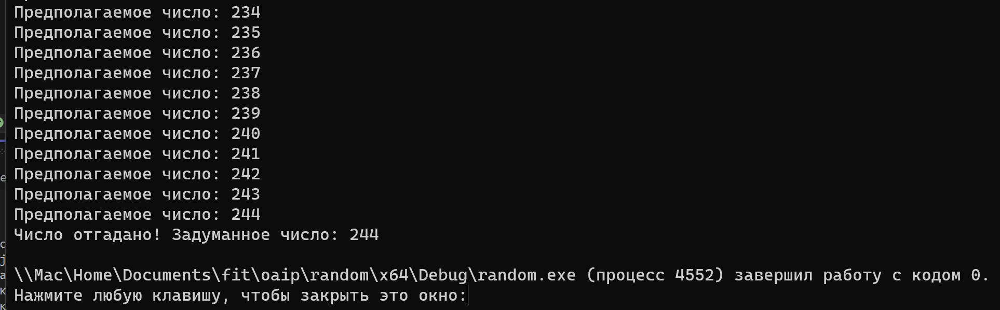 Предполагаемое число: 234
Предполагаемое число: 235
Предполагаемое число: 236
Предполагаемое число: 237
Предполагаемое число: 238
Предполагаемое число: 239
Предполагаемое число: 240
Предполагаемое число: 241
Предполагаемое число: 242
Предполагаемое число: 243
Предполагаемое число: 244
Число отгадано! Задуманное число: 244
\\Mac\Home\Documents\fit\oaip\random\x64\Debug\random.exe (процесс 4552) завершил работу с кодом 0.
Нажмите любую клавишу, чтобы закрыть это окно: